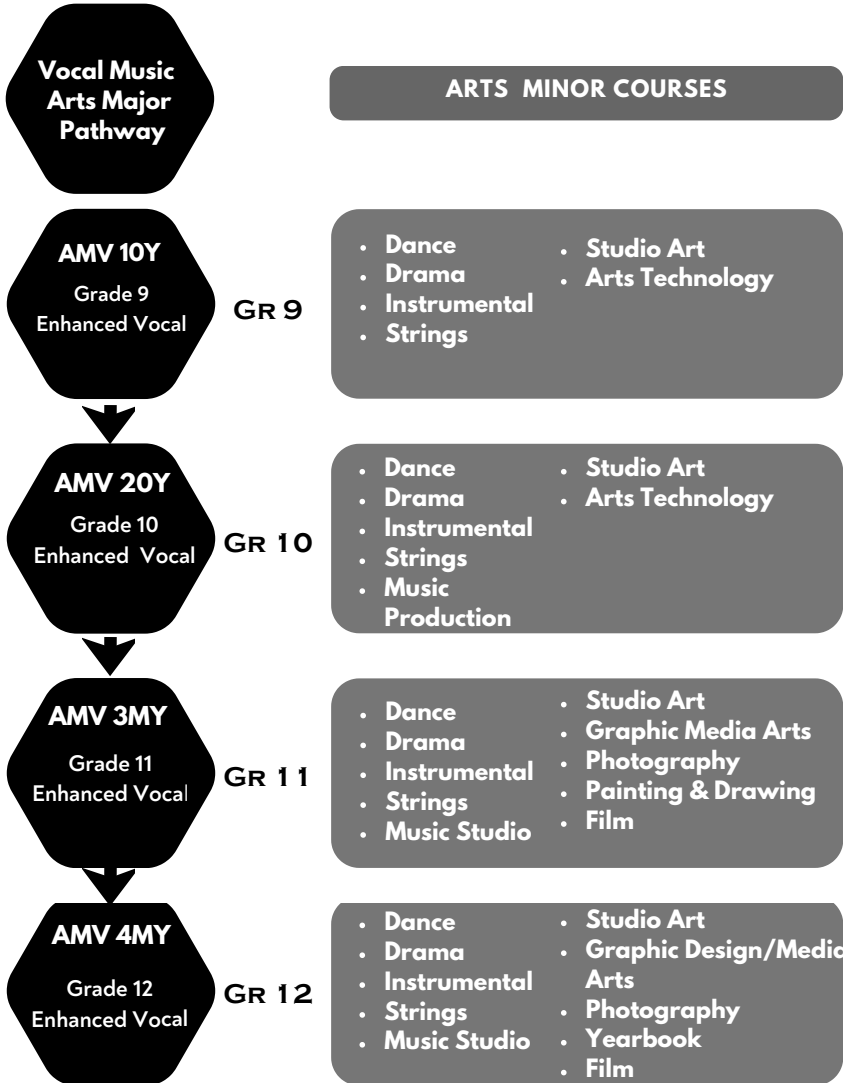 Vocal Music
Arts Major
Pathway
ARTS MINOR COURSES
AMV 10Y
Grade 9
Enhanced Vocal
GR 9
• Dance
• Drama
• Instrumental
• Strings
• Studio Art
• Arts Technology
AMV 20Y
Grade 10
Enhanced Vocal
GR 10
• Dance
• Drama
• Instrumental
• Strings
• Music
Production
• Studio Art
• Arts Technology
AMV 3MY
Grade 11
Enhanced Vocal
GR 11
• Dance
• Drama
• Instrumental
• Strings
• Music Studio
• Studio Art
• Graphic Media Arts
• Photography
• Painting & Drawing
• Film
AMV 4MY
Grade 12
Enhanced Vocal
GR 12
• Dance
• Drama
• Instrumental
• Strings
• Music Studio
• Studio Art
• Graphic Design/Media
Arts
• Photography
• Yearbook
• Film